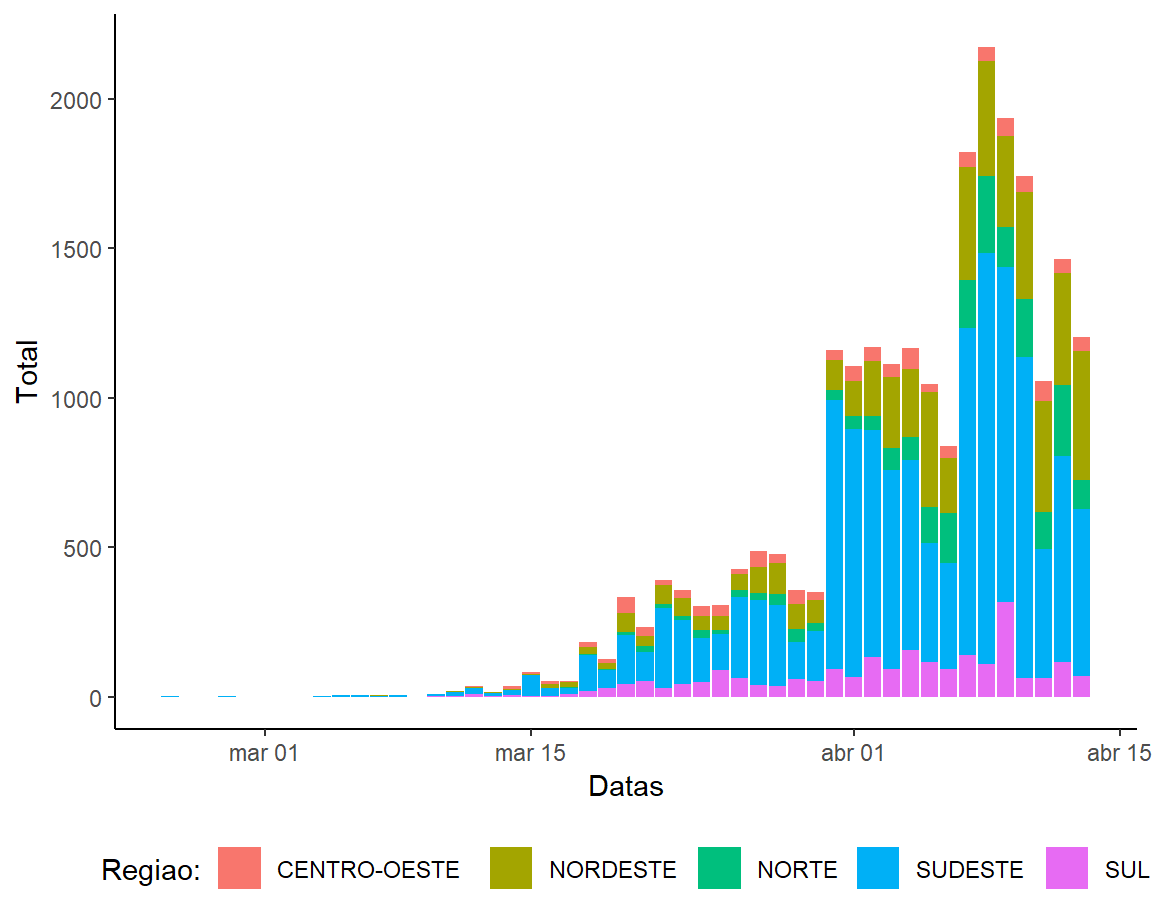 2000
1500
1000
500
0
Total
mar 01 mar 15 abr 01 abr 15
Datas
Regiao: CENTRO-OESTE NORDESTE NORTE SUDESTE SUL